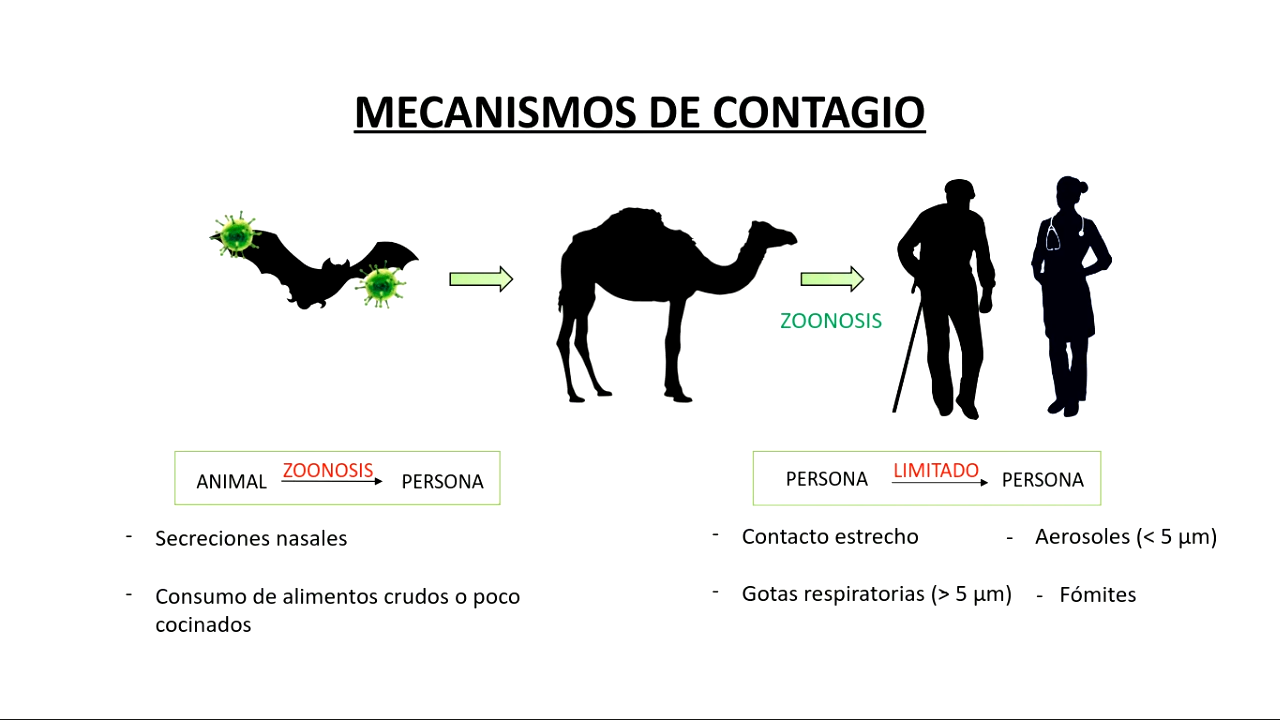 MECANISMOS DE CONTAGIO
ZOONOSIS
ANIMAL ZOONOSIS PERSONA
- Secreciones nasales
- Consumo de alimentos crudos o poco
cocinados
PERSONA LIMITADO PERSONA
- Contacto estrecho - Aerosoles (< 5 µm)
- Gotas respiratorias (> 5 µm) - Fómites